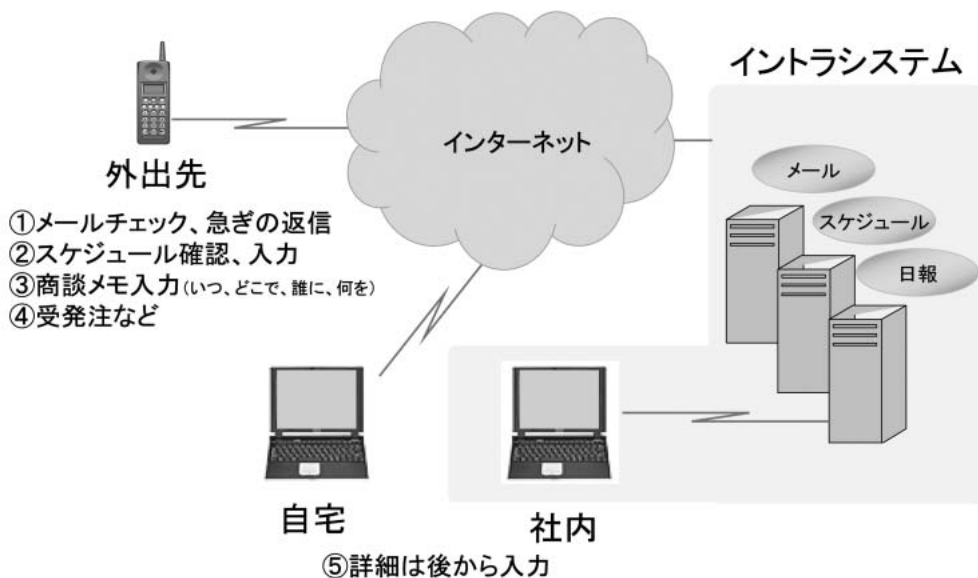 イントラシステム
インターネット
メール
スケジュール
日報
外出先
①メールチェック、急ぎの返信
②スケジュール確認、入力
③商談メモ入力(いつ、どこで、誰に、何を)
④受発注など
自宅
社内
⑤詳細は後から入力